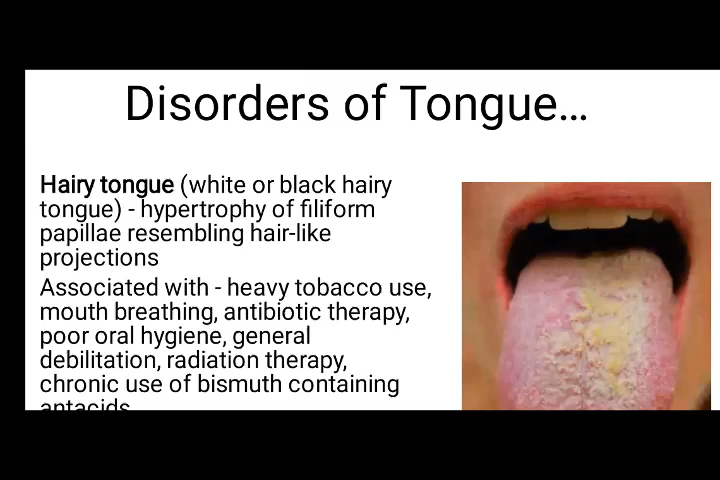 Disorders of Tongue...
Hairy tongue (white or black hairy
tongue) - hypertrophy of filiform
papillae resembling hair-like
projections
Associated with - heavy tobacco use,
mouth breathing, antibiotic therapy,
poor oral hygiene, general
debilitation, radiation therapy,
chronic use of bismuth containing
antacids